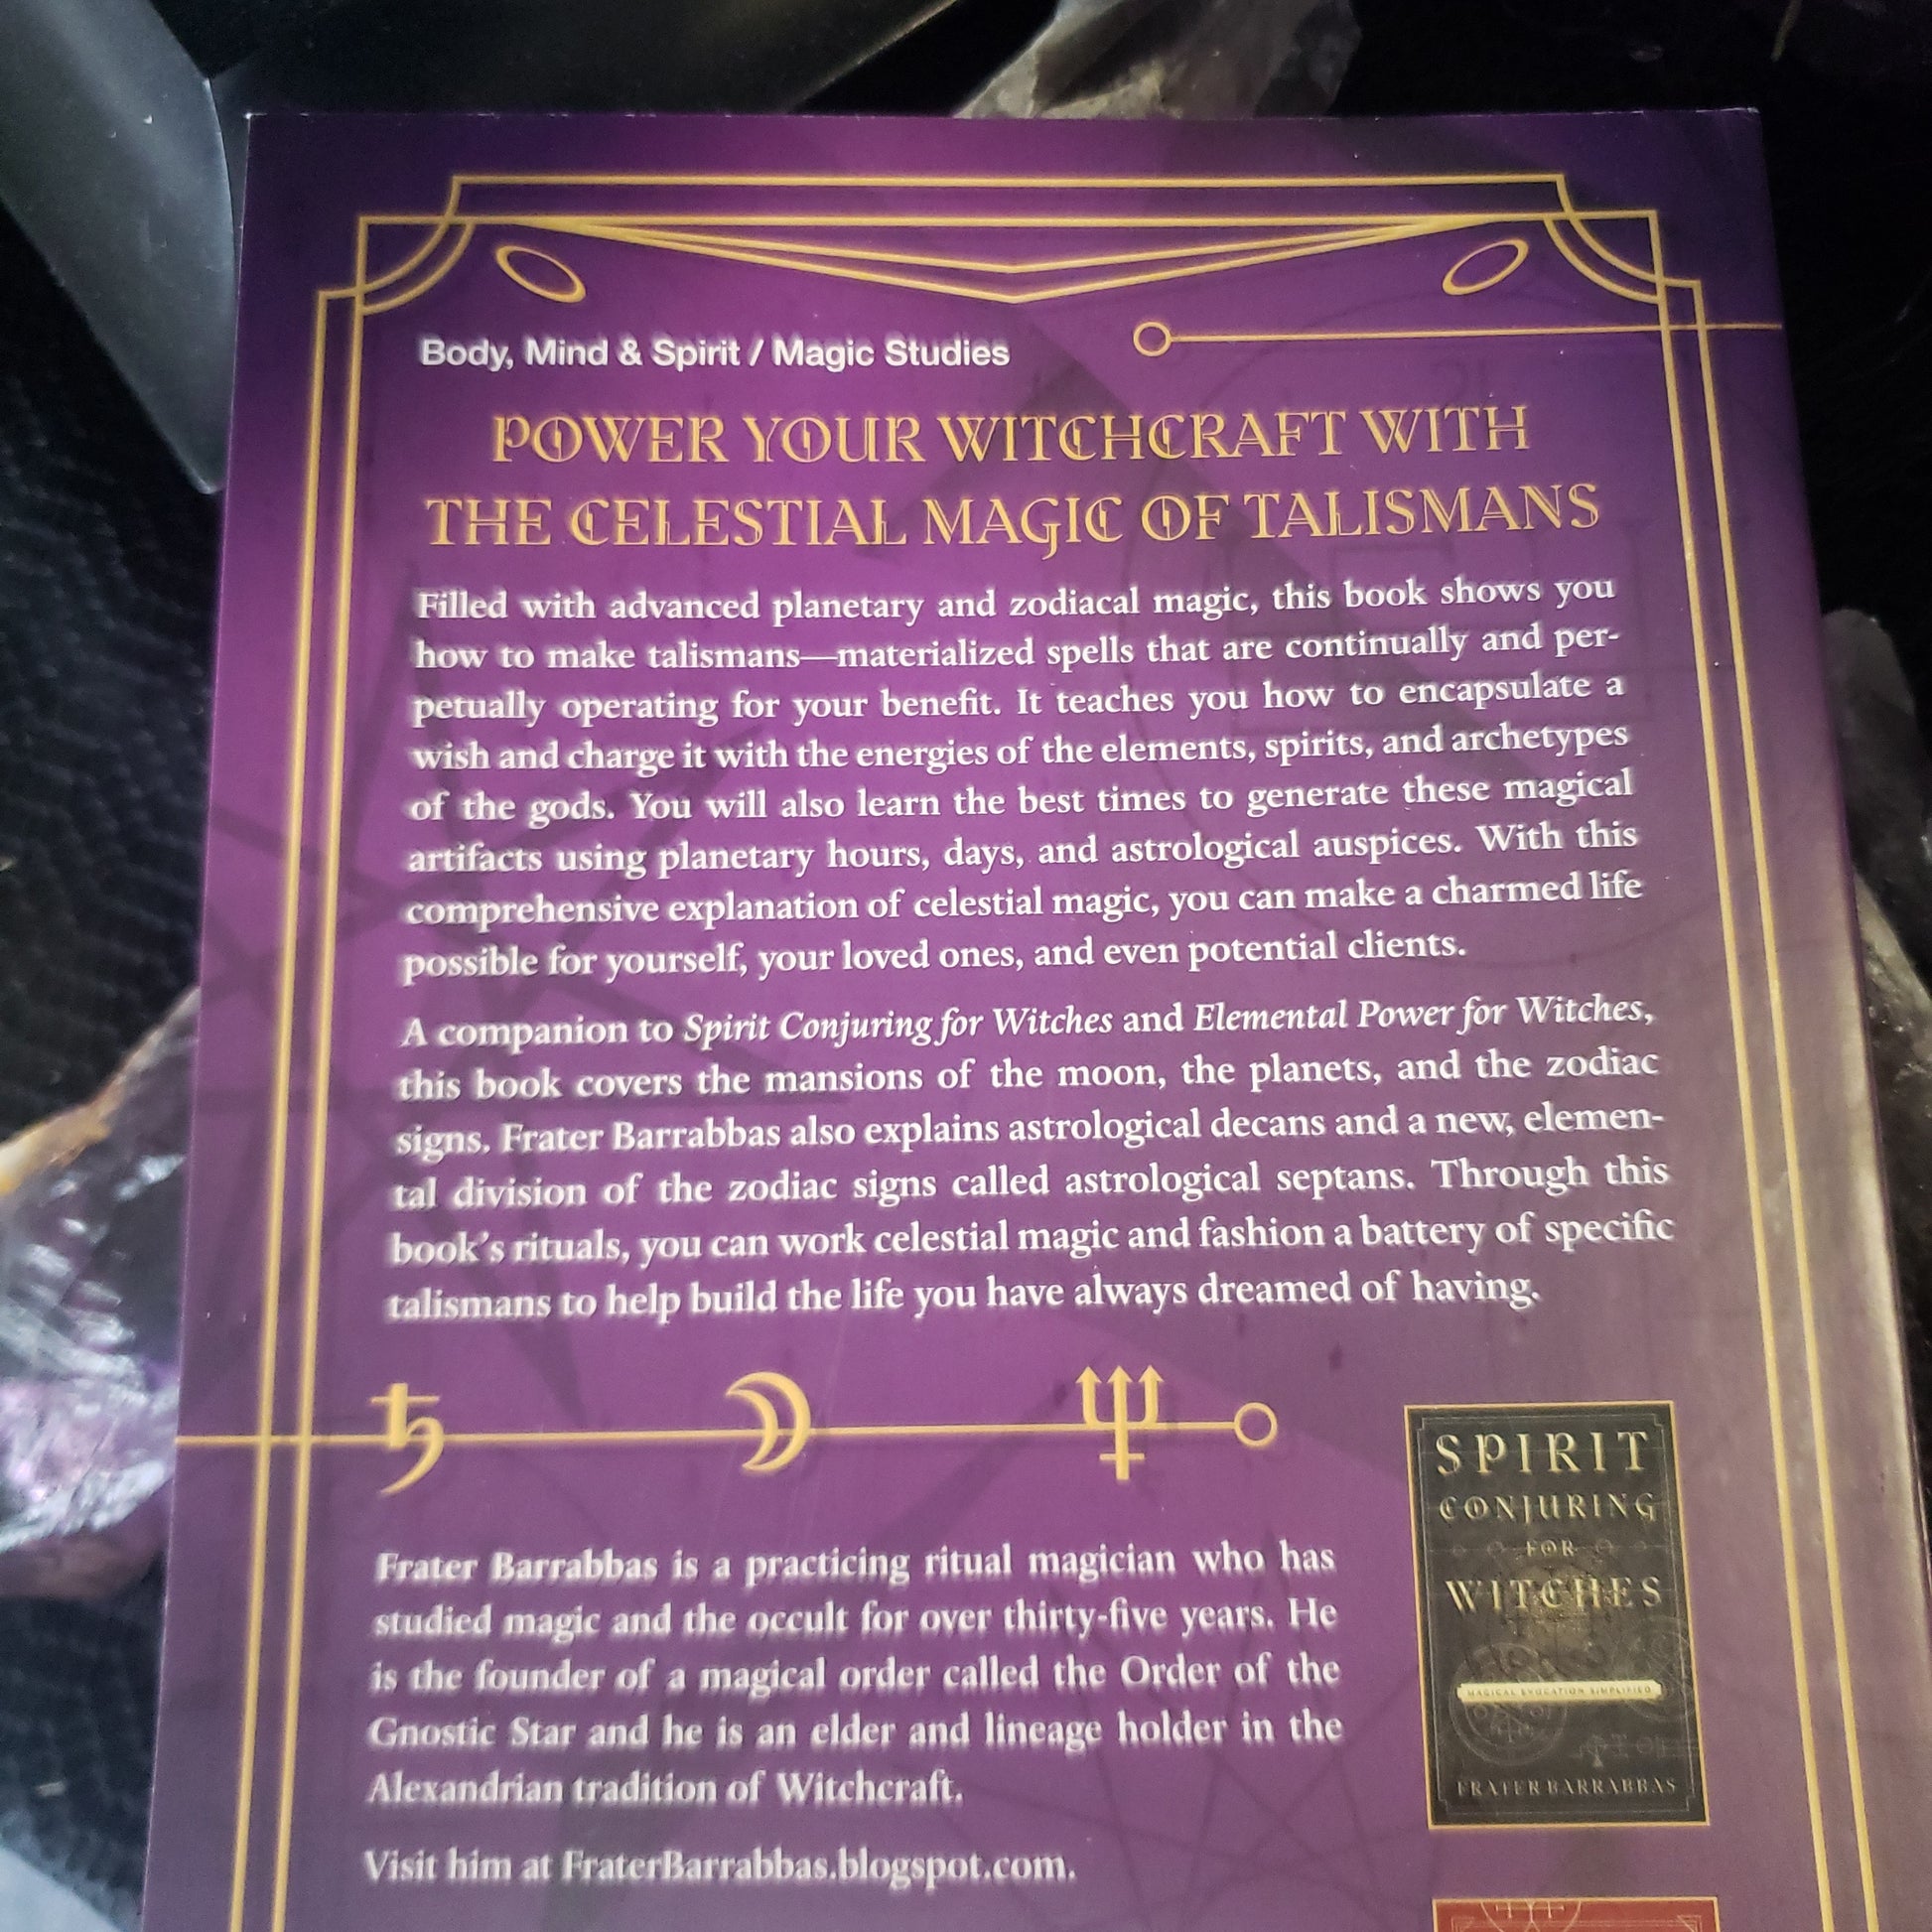 Body, Mind & Spirit / Magic Studies
POWER YOUR WITCHCRAFT WITH
THE CELESTIAL MAGIC OF TALISMANS
Filled with advanced planetary and zodiacal magic, this book shows you
how to make talismans—materialized spells that are continually and per-
petually operating for your benefit. It teaches you how to encapsulate a
wish and charge it with the energies of the elements, spirits, and archetypes
of the gods. You will also learn the best times to generate these magical
artifacts using planetary hours, days, and astrological auspices. With this
comprehensive explanation of celestial magic, you can make a charmed life
possible for yourself, your loved ones, and even potential clients.
A companion to Spirit Conjuring for Witches and Elemental Power for Witches,
this book covers the mansions of the moon, the planets, and the zodiac
signs. Frater Barrabbas also explains astrological decans and a new, elemen-
tal division of the zodiac signs called astrological septans. Through this
book's rituals, you can work celestial magic and fashion a battery of specific
talismans to help build the life you have always dreamed of having.
Frater Barrabbas is a practicing ritual magician who has
studied magic and the occult for over thirty-five years. He
is the founder of a magical order called the Order of the
Gnostic Star and he is an elder and lineage holder in the
Alexandrian tradition of Witchcraft.
Visit him at FraterBarrabbas.blogspot.com.
SPIRIT
CONJURING
FOR
WITCHES
MAGICAL EVOCATION SIMPLIFIED
FRATER BARRABBAS